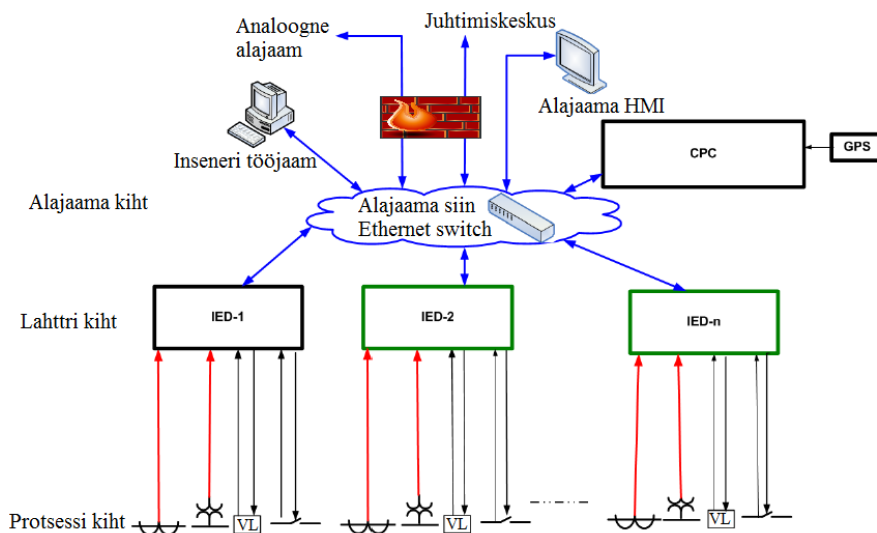 Analoogne
alajaam
Juhtimiskeskus
Alajaama HMI
Inseneri tööjaam
CPC
GPS
Alajaama kiht
Alajaama siin
Ethernet switch
Lahttri kiht
IED-1
IED-2
IED-n
Protsessi kiht
VL
VL
VL